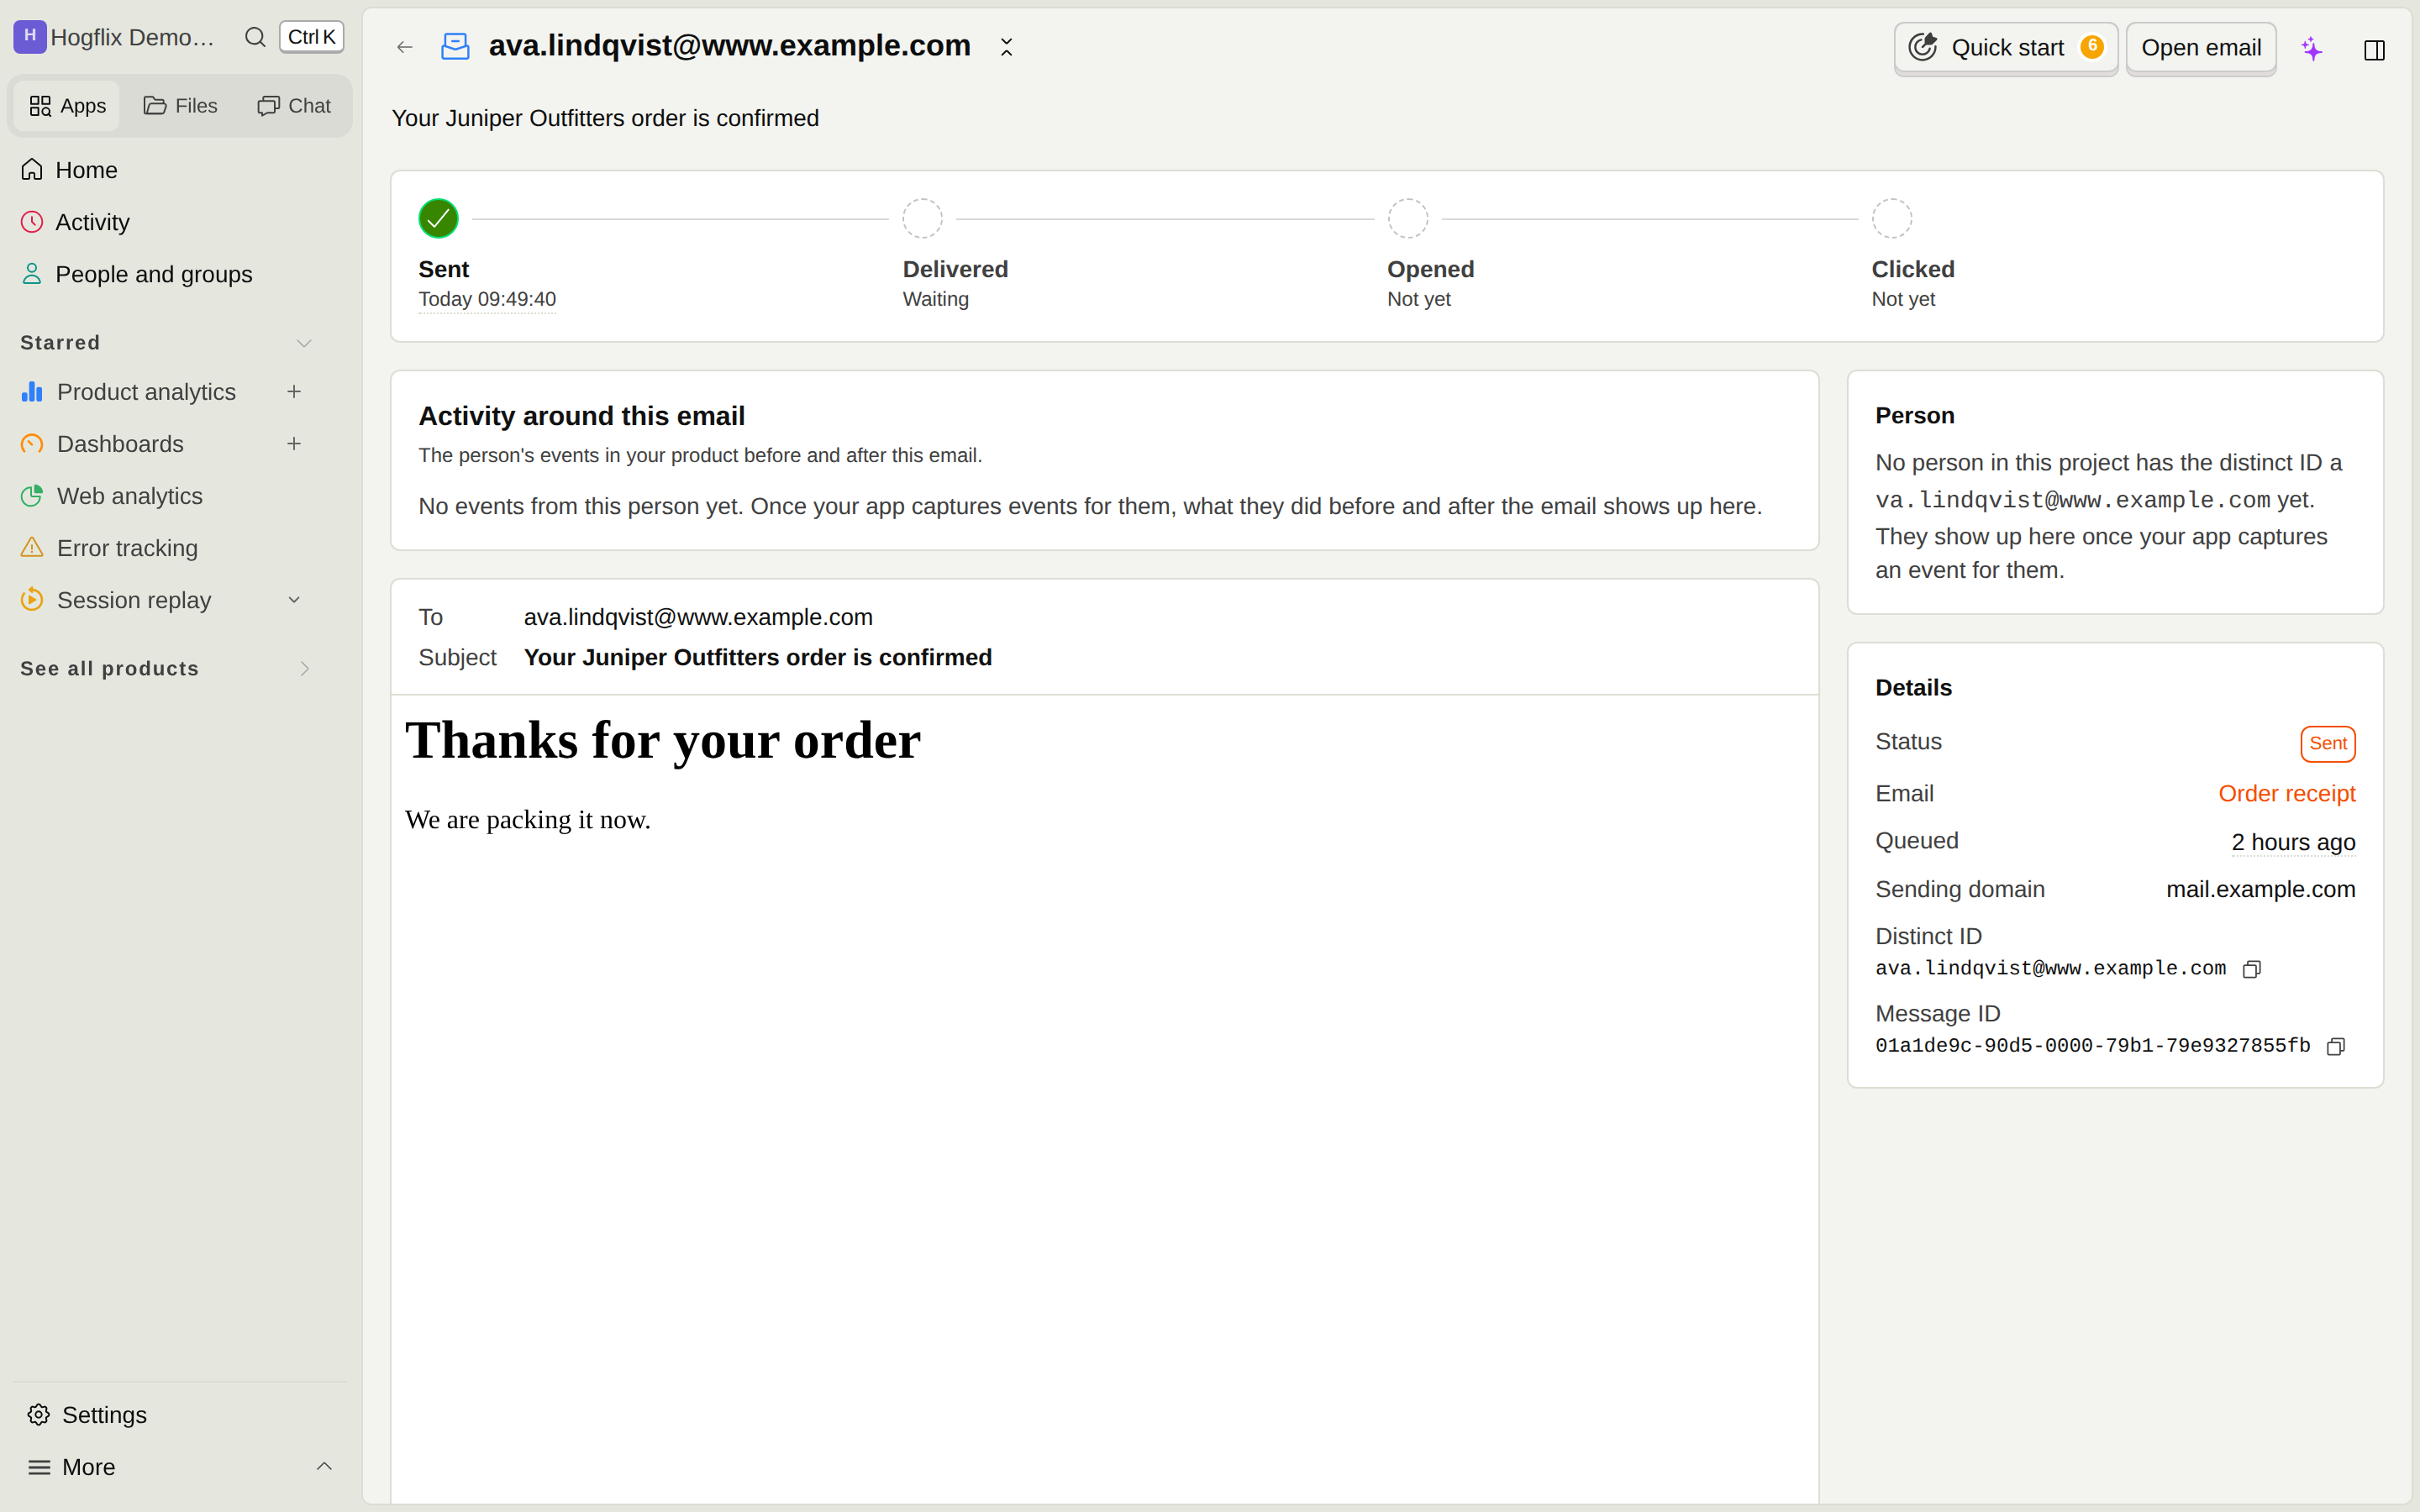 H Hogflix Demo… Ctrl K
Apps Files Chat
Home
Activity
People and groups
Starred
Product analytics
Dashboards
Web analytics
Error tracking
Session replay
See all products
Settings
More
ava.lindqvist@www.example.com
Quick start 6
Open email
Your Juniper Outfitters order is confirmed
Sent
Today 09:49:40
Delivered
Waiting
Opened
Not yet
Clicked
Not yet
Activity around this email
The person's events in your product before and after this email.
No events from this person yet. Once your app captures events for them, what they did before and after the email shows up here.
To ava.lindqvist@www.example.com
Subject Your Juniper Outfitters order is confirmed
Thanks for your order
We are packing it now.
Person
No person in this project has the distinct ID a
va.lindqvist@www.example.com yet.
They show up here once your app captures
an event for them.
Details
Status Sent
Email Order receipt
Queued 2 hours ago
Sending domain mail.example.com
Distinct ID
ava.lindqvist@www.example.com
Message ID
01a1de9c-90d5-0000-79b1-79e9327855fb